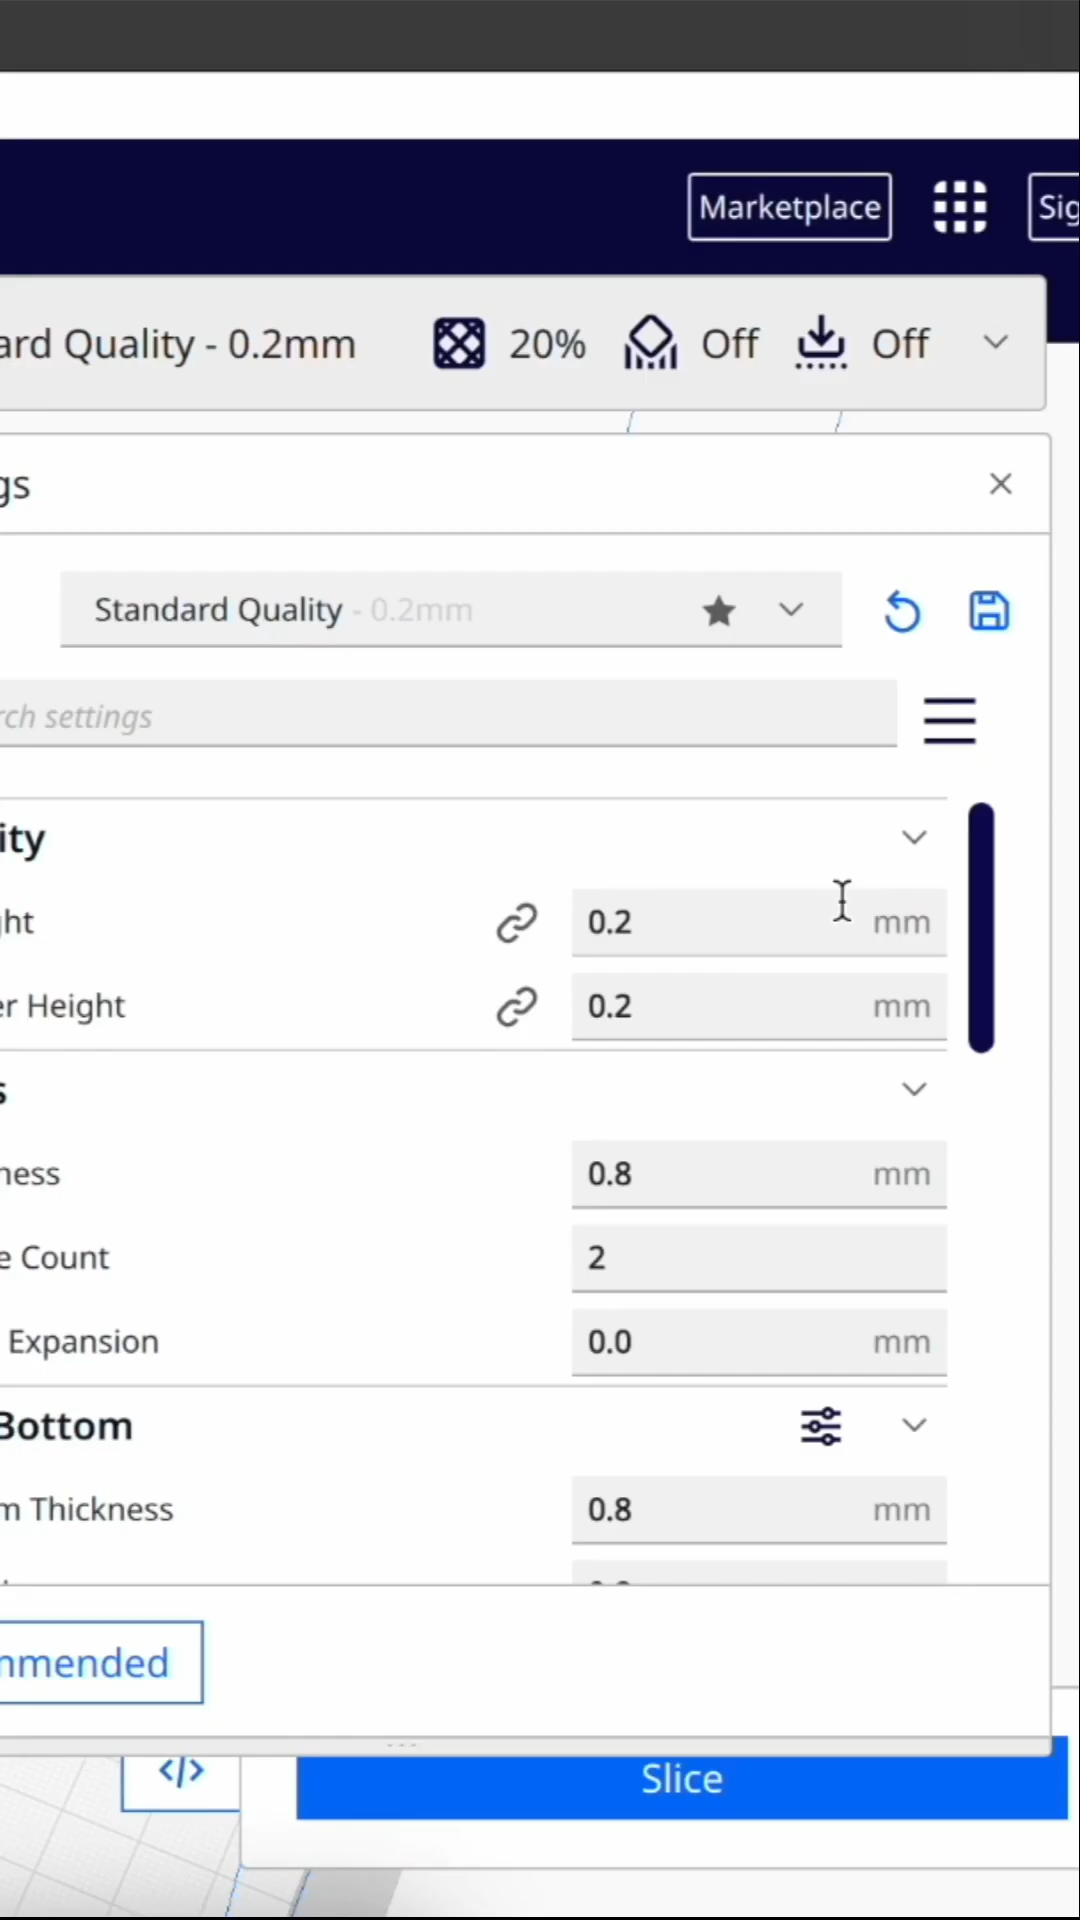 Marketplace
Sig
ard Quality - 0.2mm 20% Off Off
gs
Standard Quality - 0.2mm
rch settings
ity
ght 0.2 mm
er Height 0.2 mm
s
ness 0.8 mm
e Count 2
Expansion 0.0 mm
Bottom
m Thickness 0.8 mm
mmended
</>
Slice